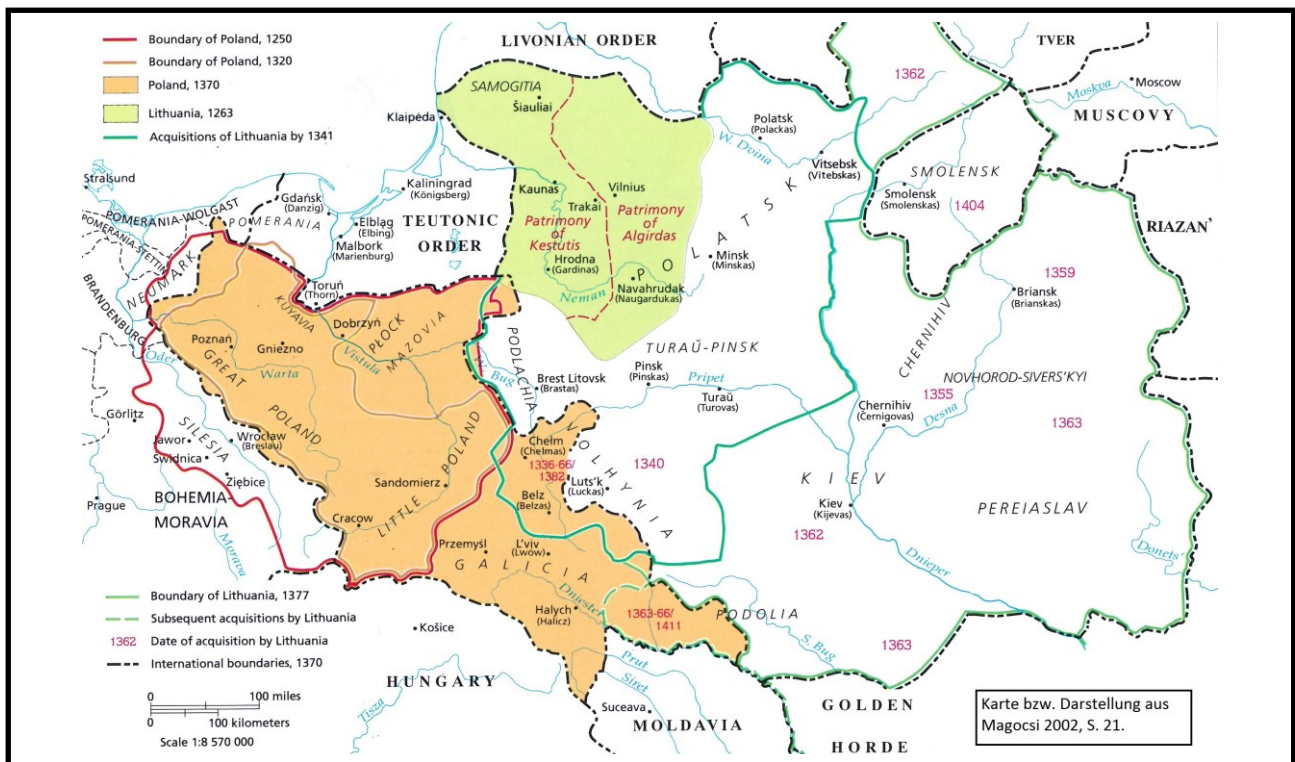 Boundary of Poland, 1250
Boundary of Poland, 1320
Poland, 1370
Lithuania, 1263
Acquisitions of Lithuania by 1341
LIVONIAN ORDER
TVER
1362
Moscow
Moskva
MUSCOVY
SAMOGITIA
Šiauliai
Klaipėda
Polatsk
(Polackas)
W. Dvina
Vitsebsk
(Vitebskas)
SMOLENSK
Smolensk
(Smolenskas)
1404
RIAZAN'
Stralsund
Kaliningrad
(Königsberg)
Gdańsk
(Danzig)
Elbląg
(Elbing)
Malbork
(Marienburg)
TEUTONIC
ORDER
POMERANIA-WOLGAST
POMERANIA
POMERANIA-STETTIN
NEUMARK
BRANDENBURG
Kaunas
Vilnius
Trakai
Patrimony
of
Kestutis
Patrimony
of
Algirdas
Hrodna
(Gardinas)
Neman
Navahrudak
(Naugardukas)
POLATSK
Minsk
(Minskas)
1359
Briansk
(Brianskas)
Toruń
(Thorn)
KUYAVIA
Dobrzyń
PŁOCK
MAZOVIA
Poznań
Gniezno
Vistula
Warta
Oder
GREAT
POLAND
PODLACHIA
W. Bug
Brest Litovsk
(Brastas)
TURAŬ-PINSK
Pinsk
(Pinskas)
Pripet
Turaŭ
(Turovas)
CHERNIHIV
NOVHOROD-SIVERS'KYI
1355
Desna
Chernihiv
(Černigovas)
1363
Görlitz
SILESIA
Jawor
Swidnica
Wrocław
(Breslau)
Ziębice
BOHEMIA-
MORAVIA
Prague
Morava
Sandomierz
LITTLE
POLAND
Cracow
Chełm
(Chelmas)
1336-66/
1382
VOLHYNIA
Luts'k
(Luckas)
1340
Belz
(Belzas)
KIEV
Kiev
(Kijevas)
1362
PEREIASLAV
Donets'
Dnieper
Przemyśl
L'viv
(Lwów)
GALICIA
Dniester
Halych
(Halicz)
1363-66/
1411
PODOLIA
S. Bug
1363
Boundary of Lithuania, 1377
Subsequent acquisitions by Lithuania
1362
Date of acquisition by Lithuania
International boundaries, 1370
Košice
HUNGARY
Tisza
Prut
Siret
Suceava
MOLDAVIA
GOLDEN
HORDE
0
100 miles
0
100 kilometers
Scale 1:8 570 000
Karte bzw. Darstellung aus
Magocsi 2002, S. 21.